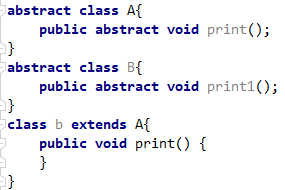 abstract class A{
    public abstract void print();
}
abstract class B{
    public abstract void print1();
}
class b extends A{
    public void print() {
    }
}